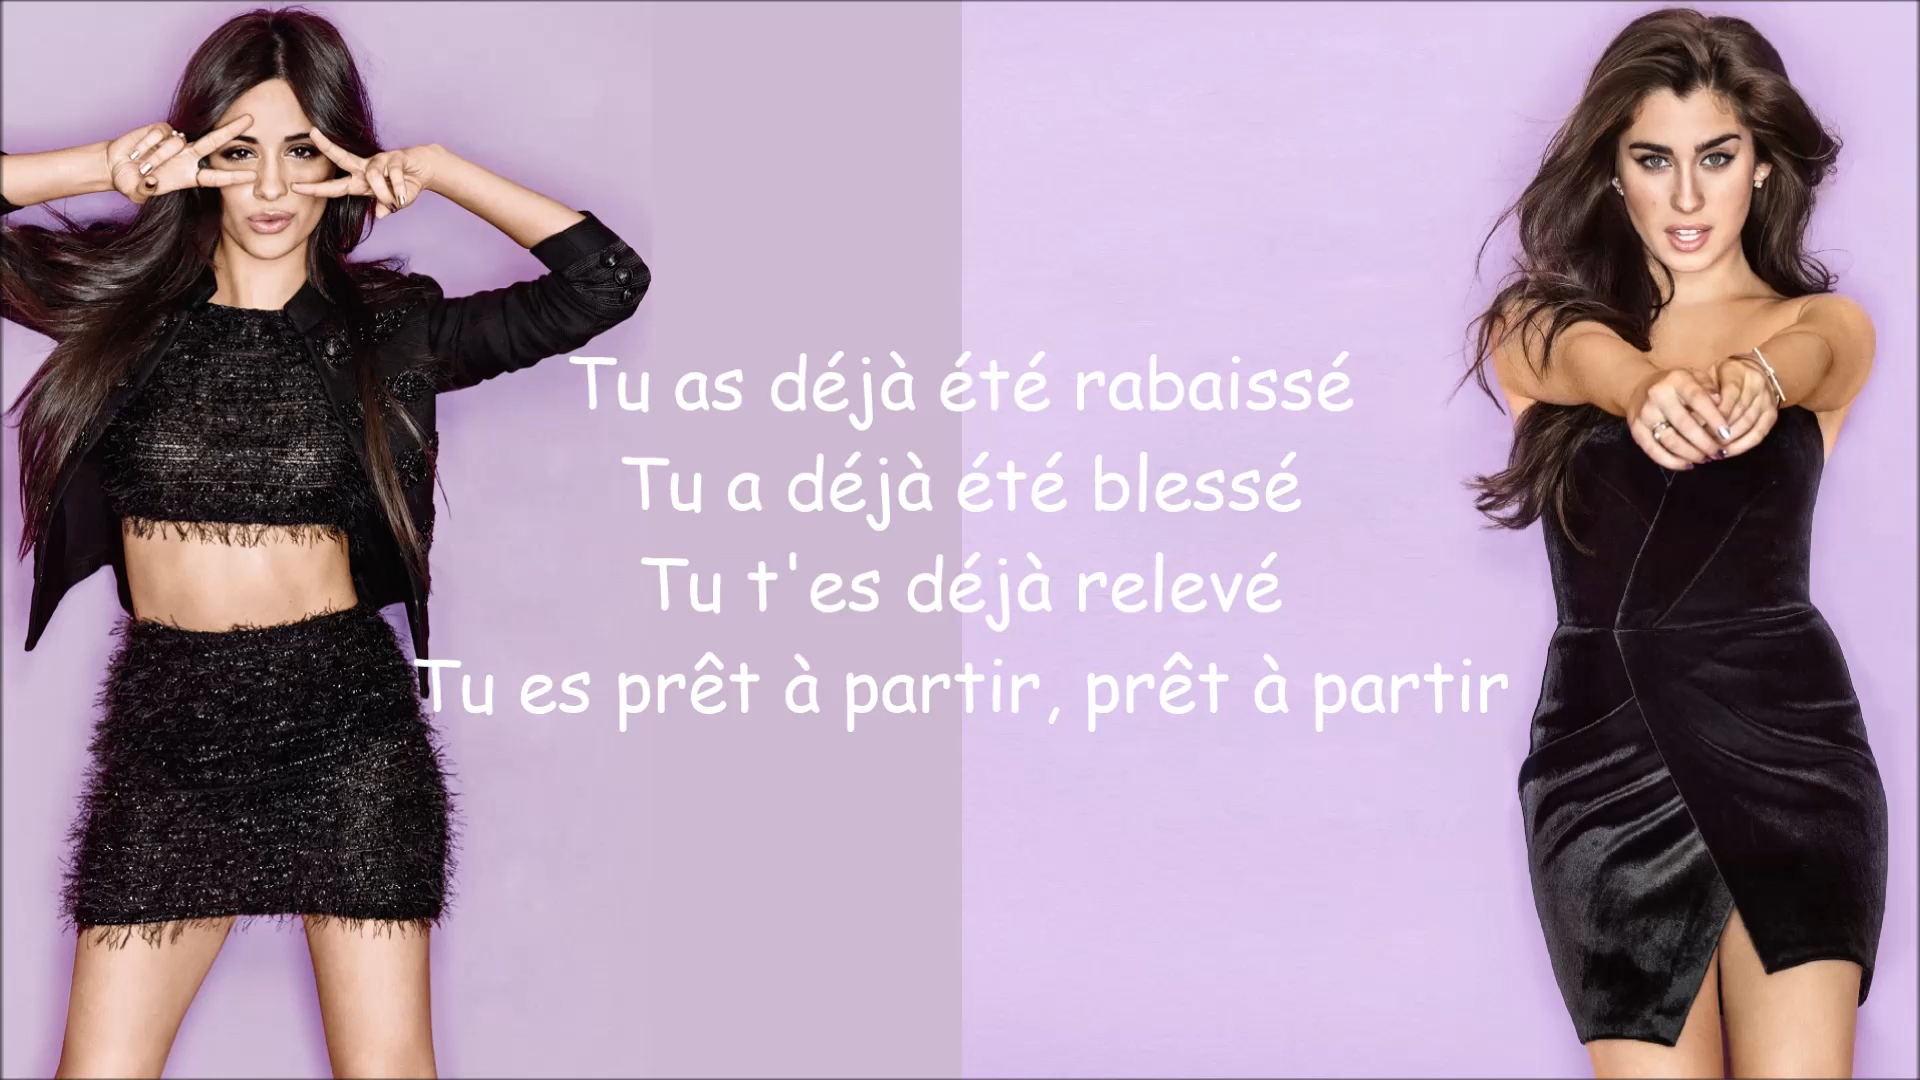 Tu as déjà été rabaissé
Tu a déjà été blessé
Tu t'es déjà relevé
Tu es prêt à partir, prêt à partir